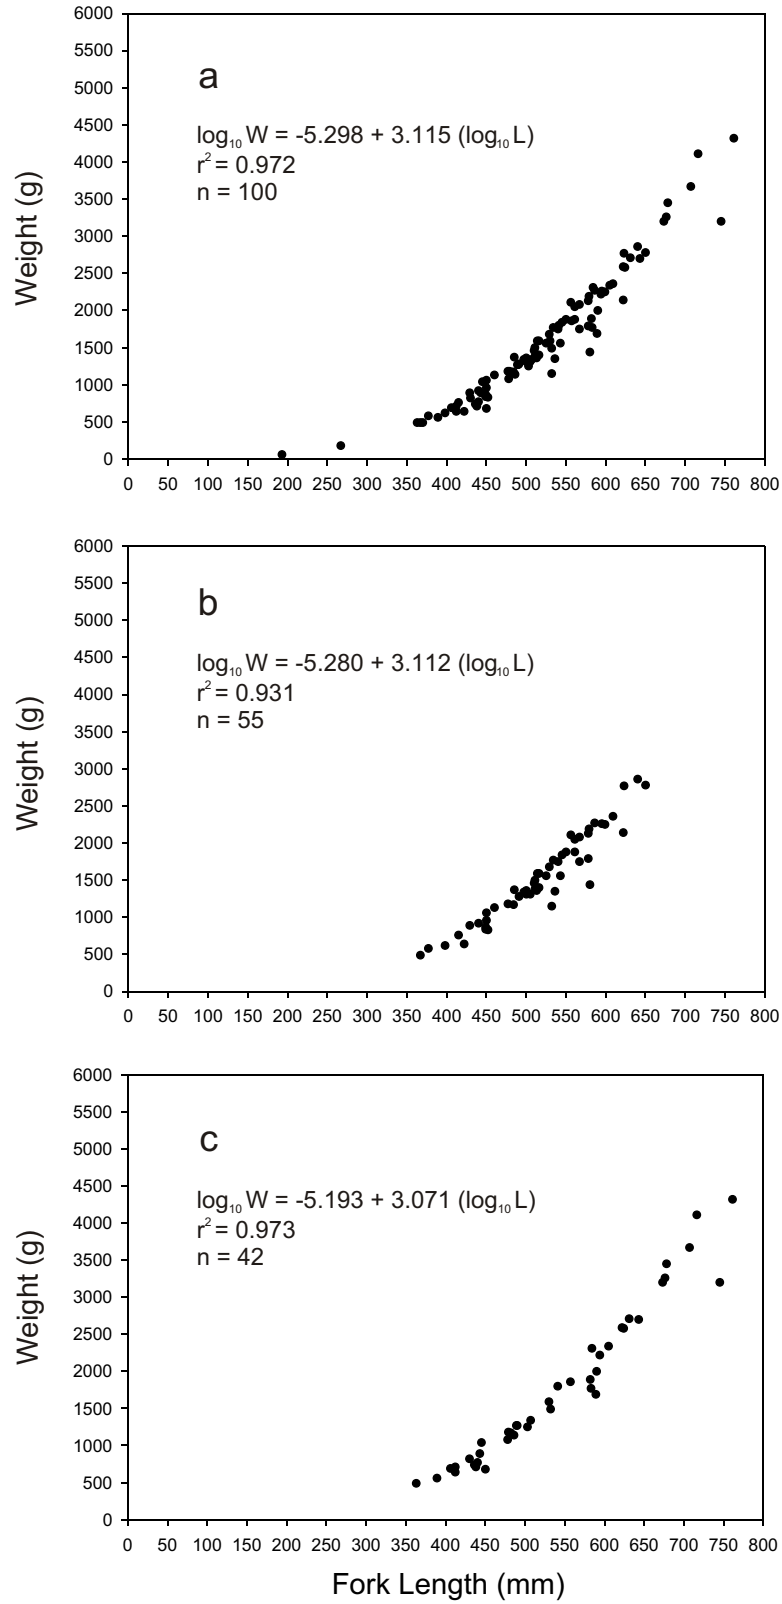 6000
5500
5000
4500
4000
3500
3000
2500
2000
1500
1000
500
0
Weight (g)
a
log₁₀ W = -5.298 + 3.115 (log₁₀ L)
r² = 0.972
n = 100
0 50 100 150 200 250 300 350 400 450 500 550 600 650 700 750 800
6000
5500
5000
4500
4000
3500
3000
2500
2000
1500
1000
500
0
Weight (g)
b
log₁₀ W = -5.280 + 3.112 (log₁₀ L)
r² = 0.931
n = 55
0 50 100 150 200 250 300 350 400 450 500 550 600 650 700 750 800
6000
5500
5000
4500
4000
3500
3000
2500
2000
1500
1000
500
0
Weight (g)
c
log₁₀ W = -5.193 + 3.071 (log₁₀ L)
r² = 0.973
n = 42
0 50 100 150 200 250 300 350 400 450 500 550 600 650 700 750 800
Fork Length (mm)